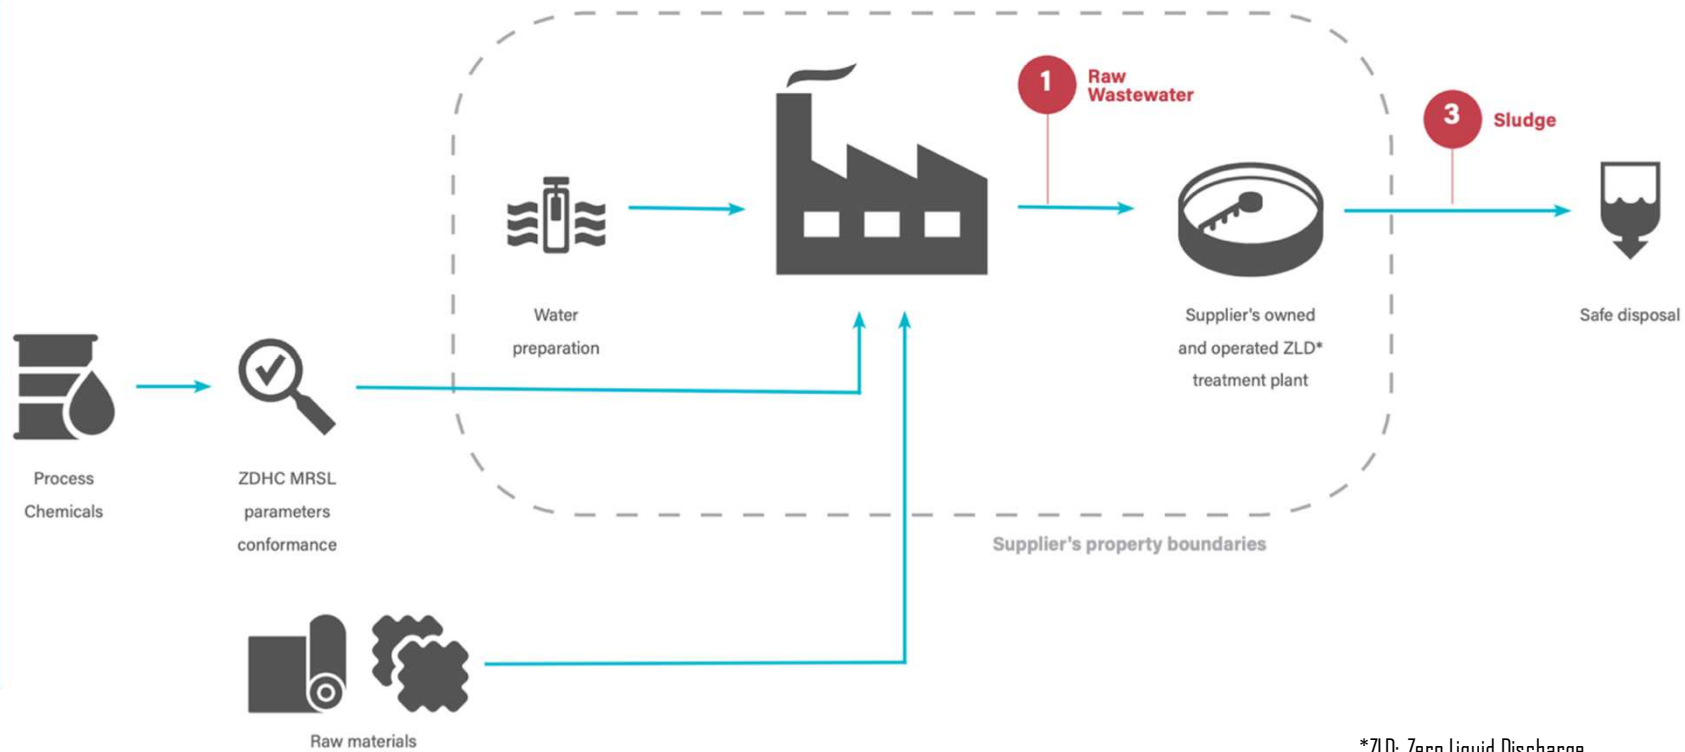 1
Raw
Wastewater
3
Sludge
Water
preparation
Supplier's owned
and operated ZLD*
treatment plant
Safe disposal
Process
Chemicals
ZDHC MRSL
parameters
conformance
Supplier's property boundaries
Raw materials
*ZLD: Zero Liquid Discharge